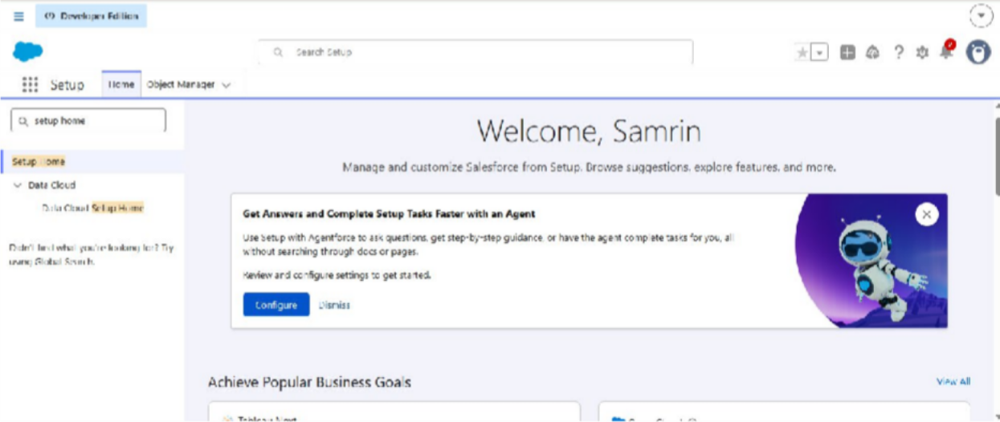 Developer Edition
Search Setup
Setup Home Object Manager
setup home
Setup Home
Data Cloud
Data Cloud Setup Home
Didn't find what you're looking for? Try
using Global Search.
Welcome, Samrin
Manage and customize Salesforce from Setup. Browse suggestions, explore features, and more.
Get Answers and Complete Setup Tasks Faster with an Agent
Use Setup with Agentforce to ask questions, get step-by-step guidance, or have the agent complete tasks for you, all
without searching through docs or pages.
Review and configure settings to get started.
Configure Dismiss
Achieve Popular Business Goals
View All
Tableau Next